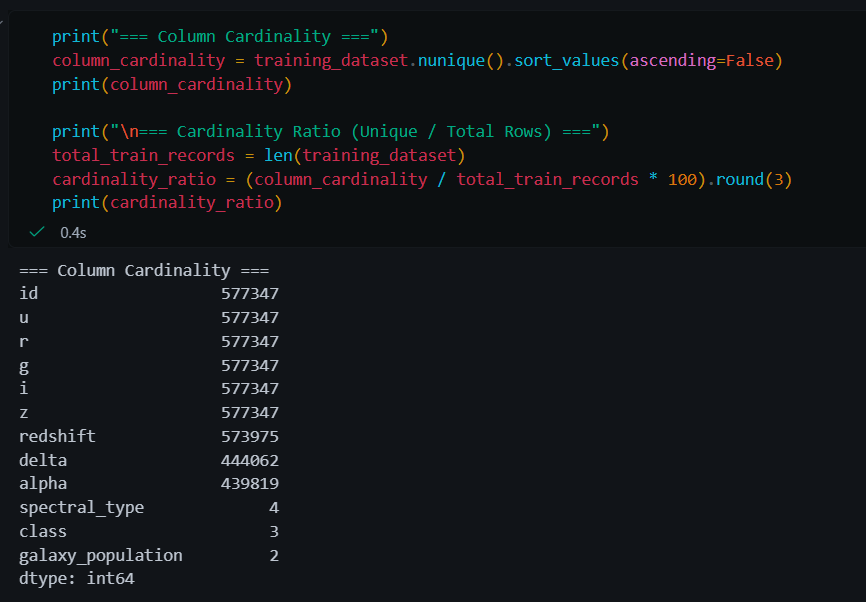 print("=== Column Cardinality ===")
column_cardinality = training_dataset.nunique().sort_values(ascending=False)
print(column_cardinality)
print("\n=== Cardinality Ratio (Unique / Total Rows) ===")
total_train_records = len(training_dataset)
cardinality_ratio = (column_cardinality / total_train_records * 100).round(3)
print(cardinality_ratio)
0.4s
=== Column Cardinality ===
id 577347
u 577347
r 577347
g 577347
i 577347
z 577347
redshift 573975
delta 444062
alpha 439819
spectral_type 4
class 3
galaxy_population 2
dtype: int64